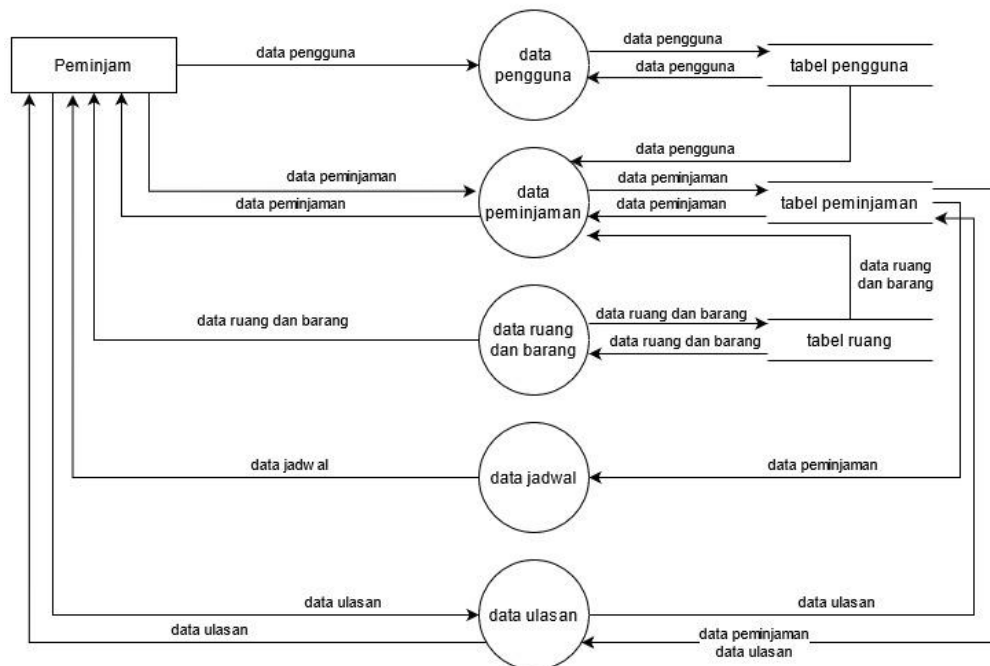 Peminjam
data pengguna
data
pengguna
data pengguna
data pengguna
tabel pengguna
data pengguna
data peminjaman
data peminjaman
data
peminjaman
data peminjaman
data peminjaman
tabel peminjaman
data ruang
dan barang
data ruang dan barang
data ruang
dan barang
data ruang dan barang
data ruang dan barang
tabel ruang
data jadwal
data jadwal
data peminjaman
data ulasan
data ulasan
data ulasan
data ulasan
data peminjaman
data ulasan